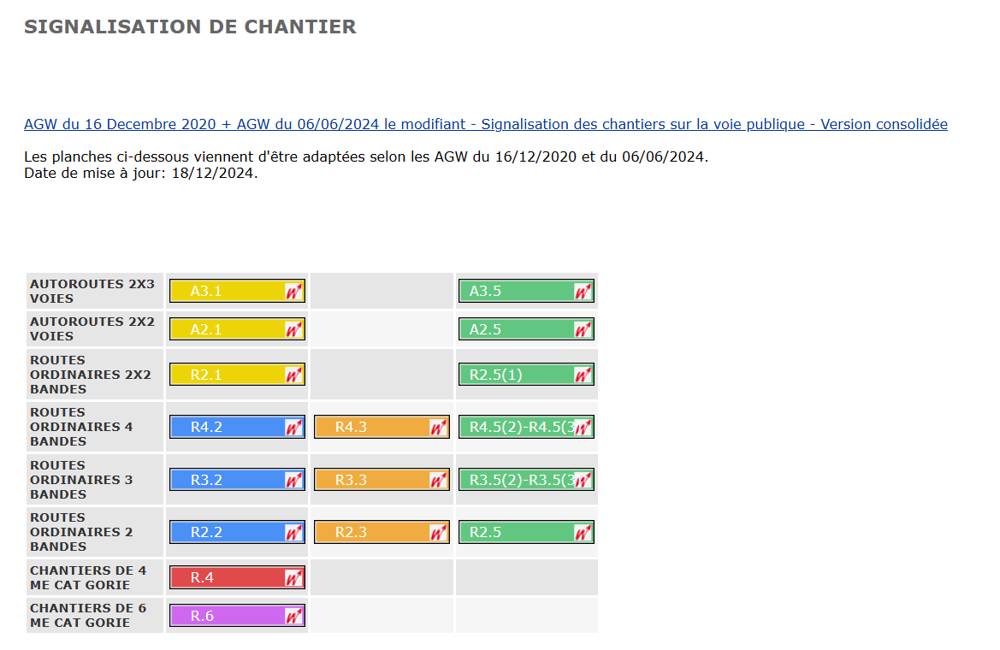 SIGNALISATION DE CHANTIER
AGW du 16 Decembre 2020 + AGW du 06/06/2024 le modifiant - Signalisation des chantiers sur la voie publique - Version consolidée
Les planches ci-dessous viennent d'être adaptées selon les AGW du 16/12/2020 et du 06/06/2024.
Date de mise à jour: 18/12/2024.
AUTOROUTES 2X3
VOIES
A3.1
A3.5
AUTOROUTES 2X2
VOIES
A2.1
A2.5
ROUTES
ORDINAIRES 2X2
BANDES
R2.1
R2.5(1)
ROUTES
ORDINAIRES 4
BANDES
R4.2
R4.3
R4.5(2)-R4.5(3
ROUTES
ORDINAIRES 3
BANDES
R3.2
R3.3
R3.5(2)-R3.5(3
ROUTES
ORDINAIRES 2
BANDES
R2.2
R2.3
R2.5
CHANTIERS DE 4
ME CAT GORIE
R.4
CHANTIERS DE 6
ME CAT GORIE
R.6